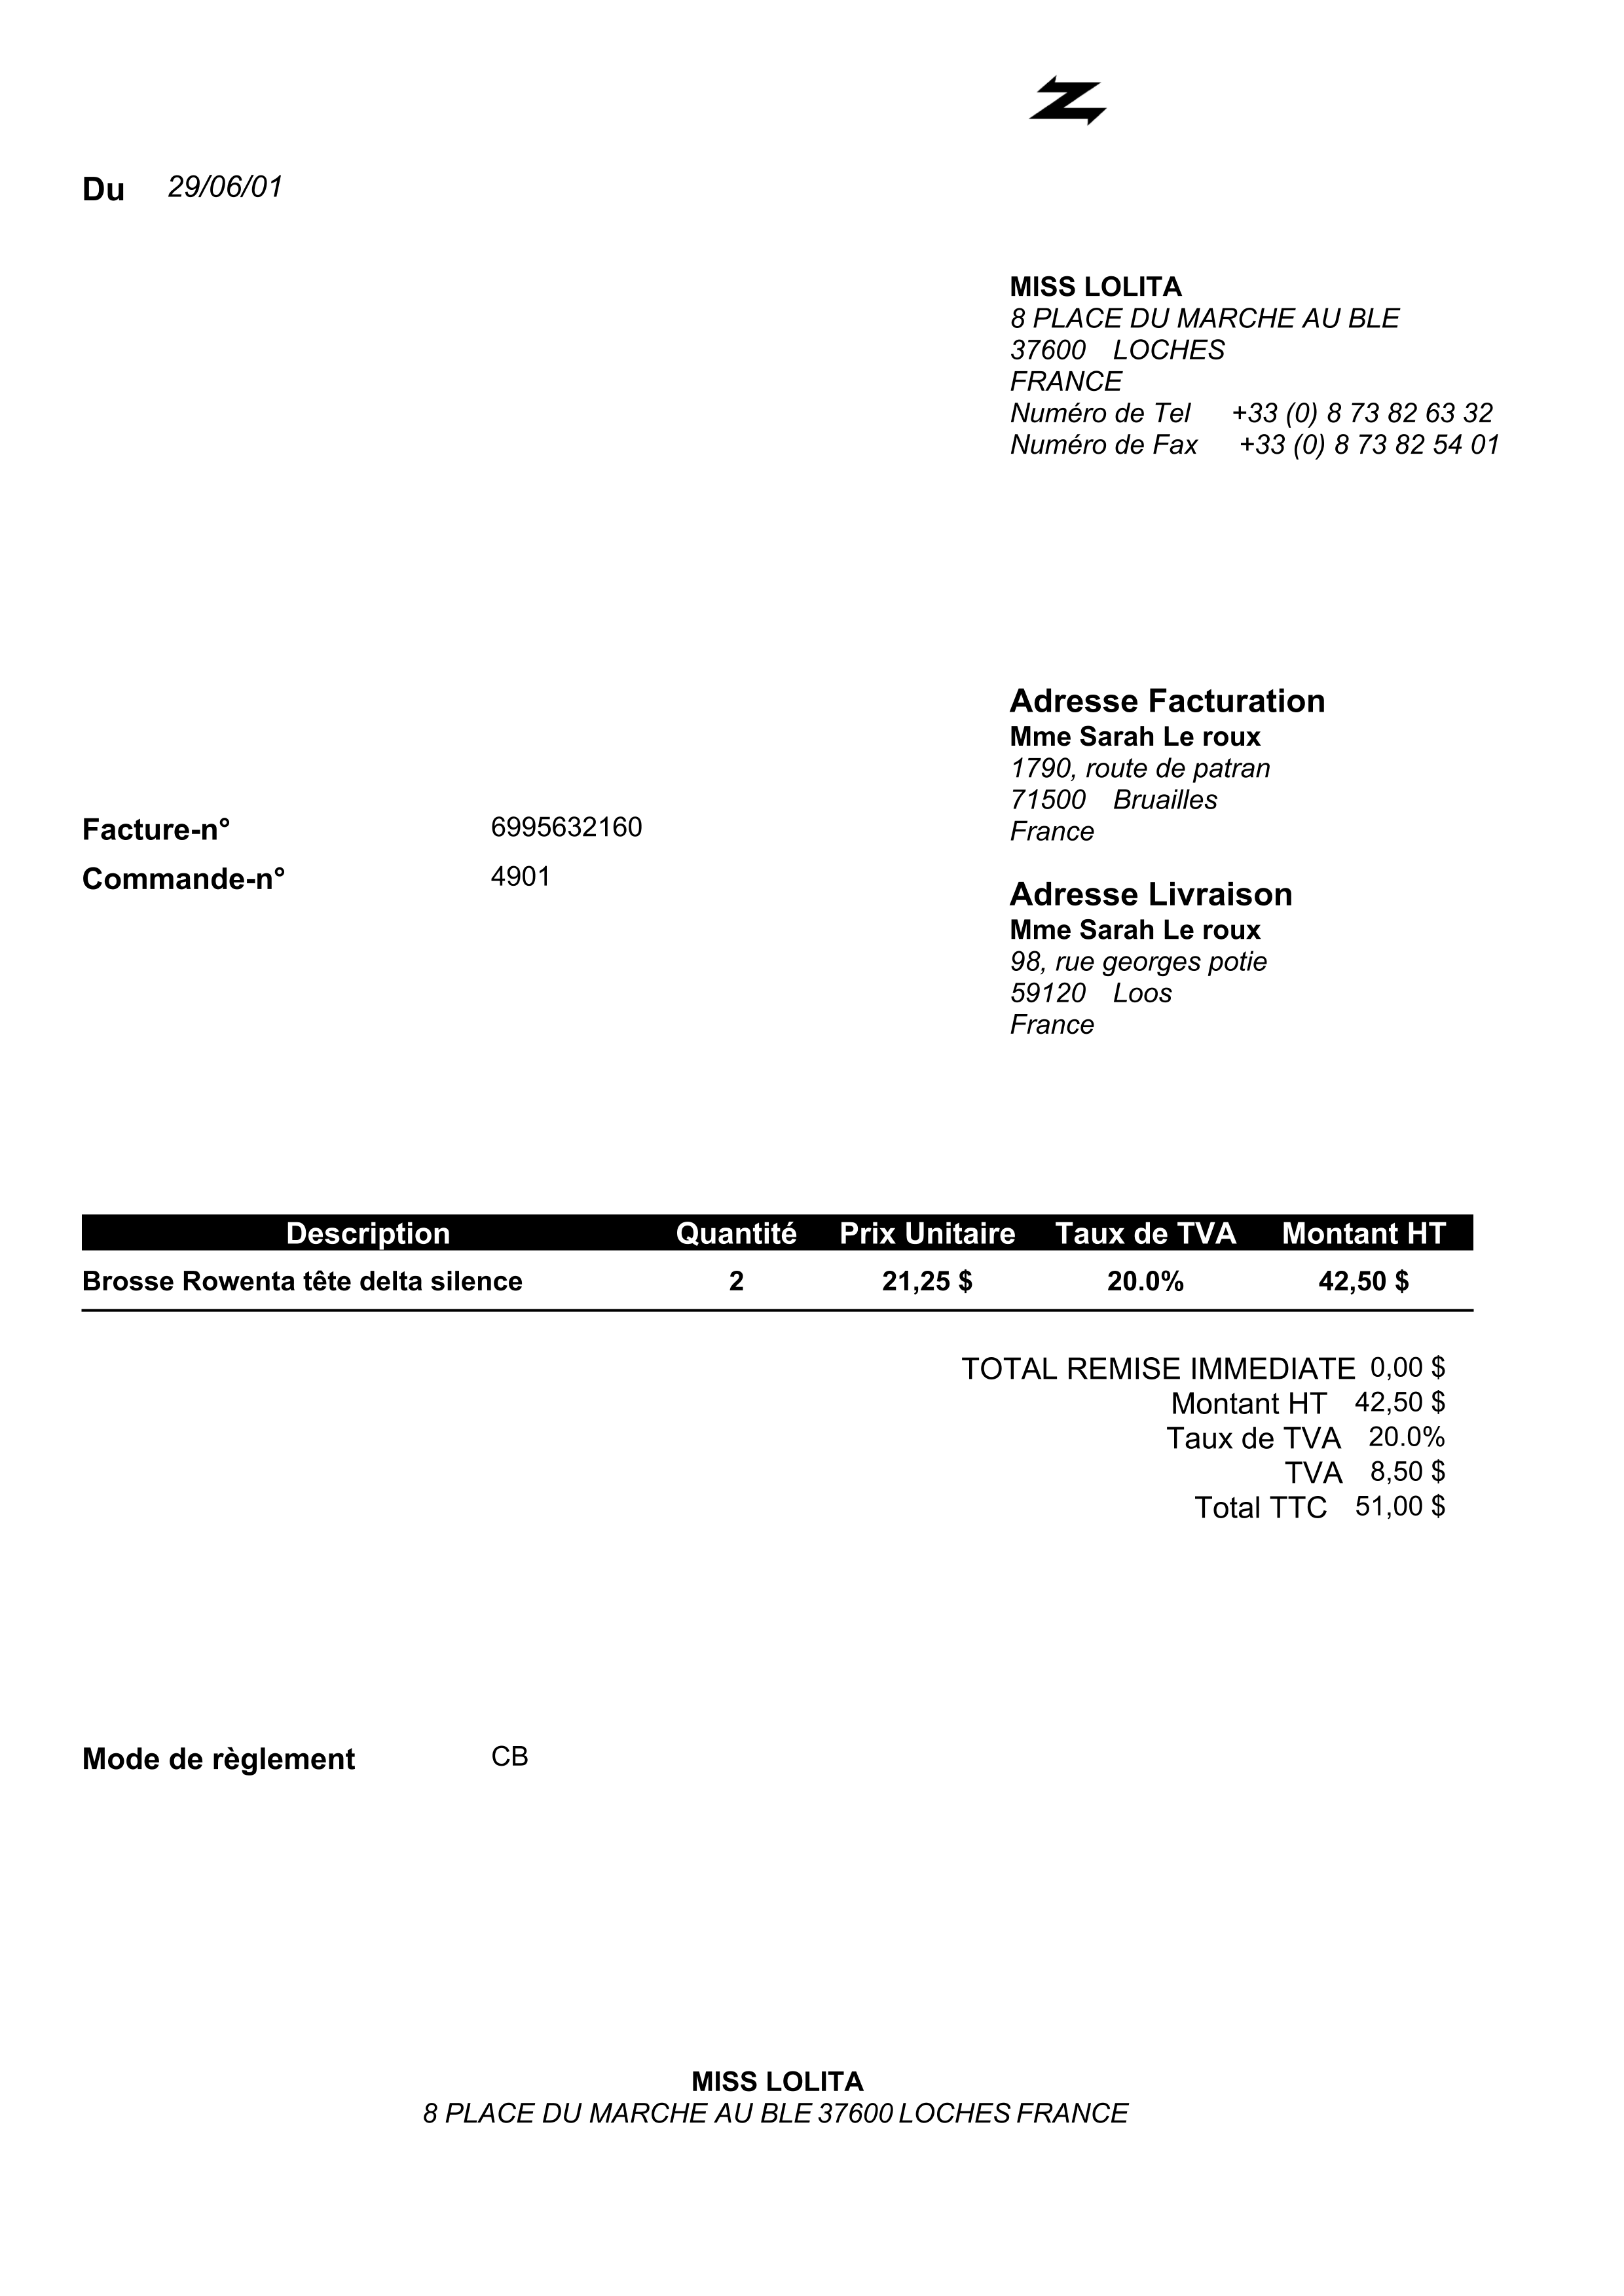 Du 29/06/01
MISS LOLITA
8 PLACE DU MARCHE AU BLE
37600 LOCHES
FRANCE
Numéro de Tel +33 (0) 8 73 82 63 32
Numéro de Fax +33 (0) 8 73 82 54 01
Adresse Facturation
Mme Sarah Le roux
1790, route de patran
71500 Bruailles
France
Facture-n° 6995632160
Commande-n° 4901
Adresse Livraison
Mme Sarah Le roux
98, rue georges potie
59120 Loos
France
Description Quantité Prix Unitaire Taux de TVA Montant HT
Brosse Rowenta tête delta silence 2 21,25 $ 20.0% 42,50 $
TOTAL REMISE IMMEDIATE 0,00 $
Montant HT 42,50 $
Taux de TVA 20.0%
TVA 8,50 $
Total TTC 51,00 $
Mode de règlement CB
MISS LOLITA
8 PLACE DU MARCHE AU BLE 37600 LOCHES FRANCE